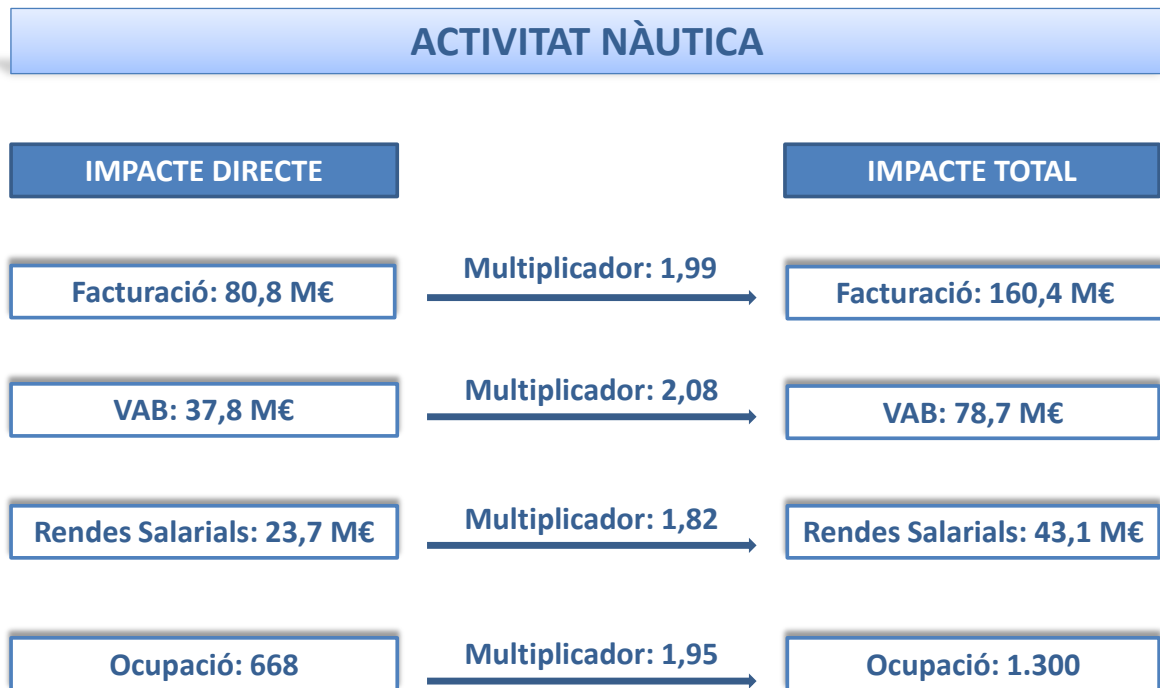 ACTIVITAT NÀUTICA
IMPACTE DIRECTE
IMPACTE TOTAL
Facturació: 80,8 M€
Multiplicador: 1,99
Facturació: 160,4 M€
VAB: 37,8 M€
Multiplicador: 2,08
VAB: 78,7 M€
Rendes Salarials: 23,7 M€
Multiplicador: 1,82
Rendes Salarials: 43,1 M€
Ocupació: 668
Multiplicador: 1,95
Ocupació: 1.300